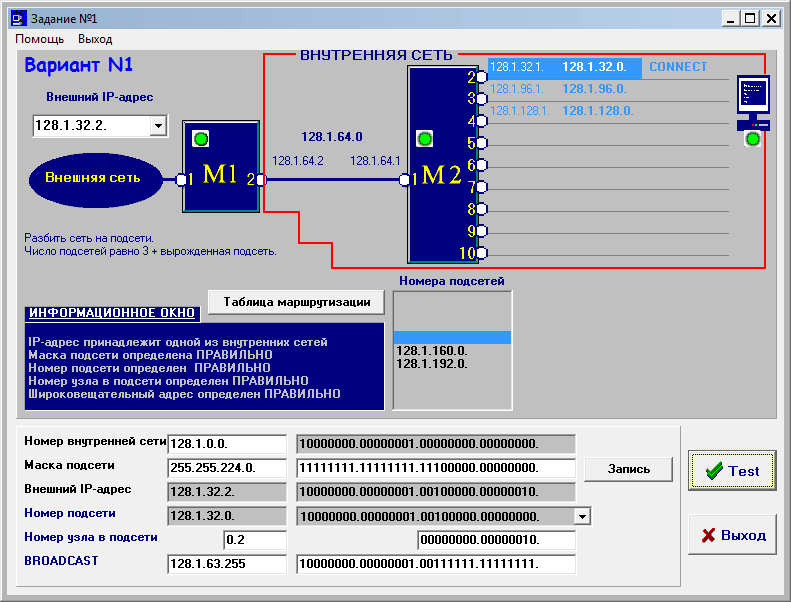 Задание №1
Помощь Выход
Вариант N1
ВНУТРЕННЯЯ СЕТЬ
Внешний IP-адрес
128.1.32.2.
Внешняя сеть
1 M1 2
128.1.64.0
128.1.64.2 128.1.64.1
1 M2
2 128.1.32.1. 128.1.32.0. CONNECT
3 128.1.96.1. 128.1.96.0.
4 128.1.128.1. 128.1.128.0.
5
6
7
8
9
10
Разбить сеть на подсети.
Число подсетей равно 3 + вырожденная подсеть.
Таблица маршрутизации
Номера подсетей
128.1.160.0.
128.1.192.0.
ИНФОРМАЦИОННОЕ ОКНО
IP-адрес принадлежит одной из внутренних сетей
Маска подсети определена ПРАВИЛЬНО
Номер подсети определен ПРАВИЛЬНО
Номер узла в подсети определен ПРАВИЛЬНО
Широковещательный адрес определен ПРАВИЛЬНО
Номер внутренней сети 128.1.0.0. 10000000.00000001.00000000.00000000.
Маска подсети 255.255.224.0. 11111111.11111111.11100000.00000000.
Внешний IP-адрес 128.1.32.2. 10000000.00000001.00100000.00000010.
Номер подсети 128.1.32.0. 10000000.00000001.00100000.00000000.
Номер узла в подсети 0.2 00000000.00000010.
BROADCAST 128.1.63.255 10000000.00000001.00111111.11111111.
Запись
Test
Выход